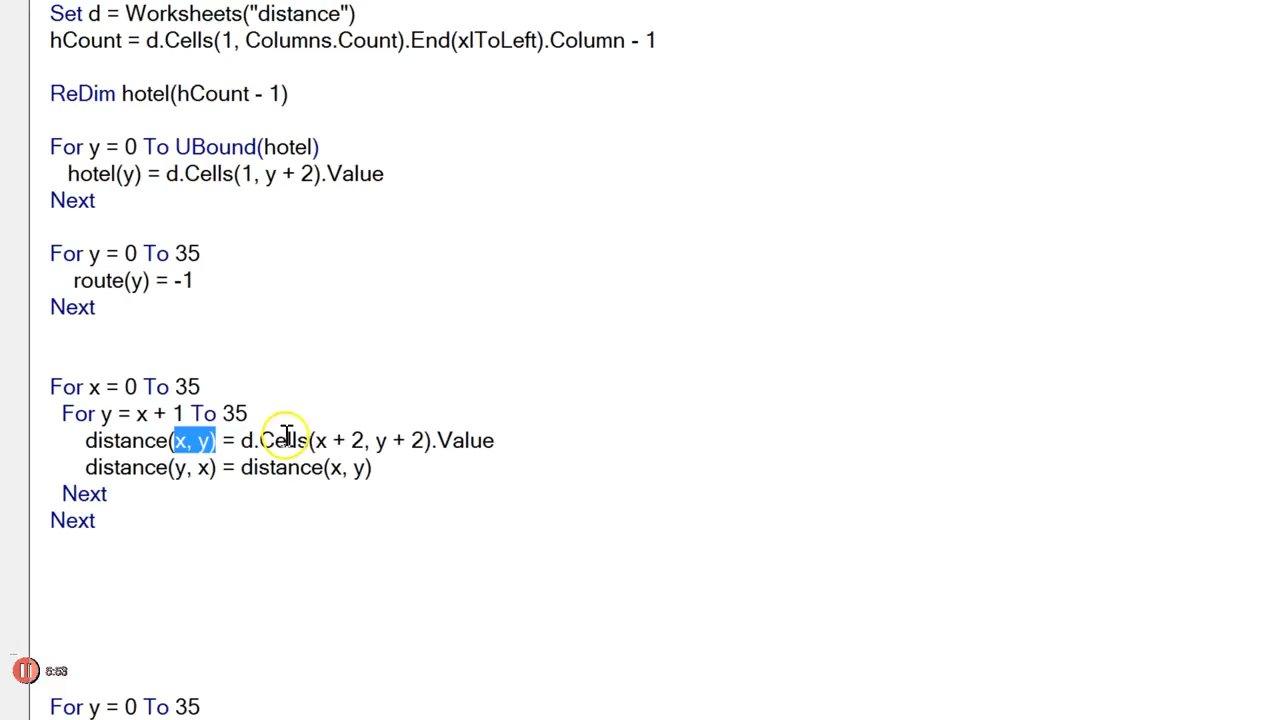 Set d = Worksheets("distance")
hCount = d.Cells(1, Columns.Count).End(xlToLeft).Column - 1
ReDim hotel(hCount - 1)
For y = 0 To UBound(hotel)
hotel(y) = d.Cells(1, y + 2).Value
Next
For y = 0 To 35
route(y) = -1
Next
For x = 0 To 35
For y = x + 1 To 35
distance(x, y) = d.Cells(x + 2, y + 2).Value
distance(y, x) = distance(x, y)
Next
Next
5:53
For y = 0 To 35